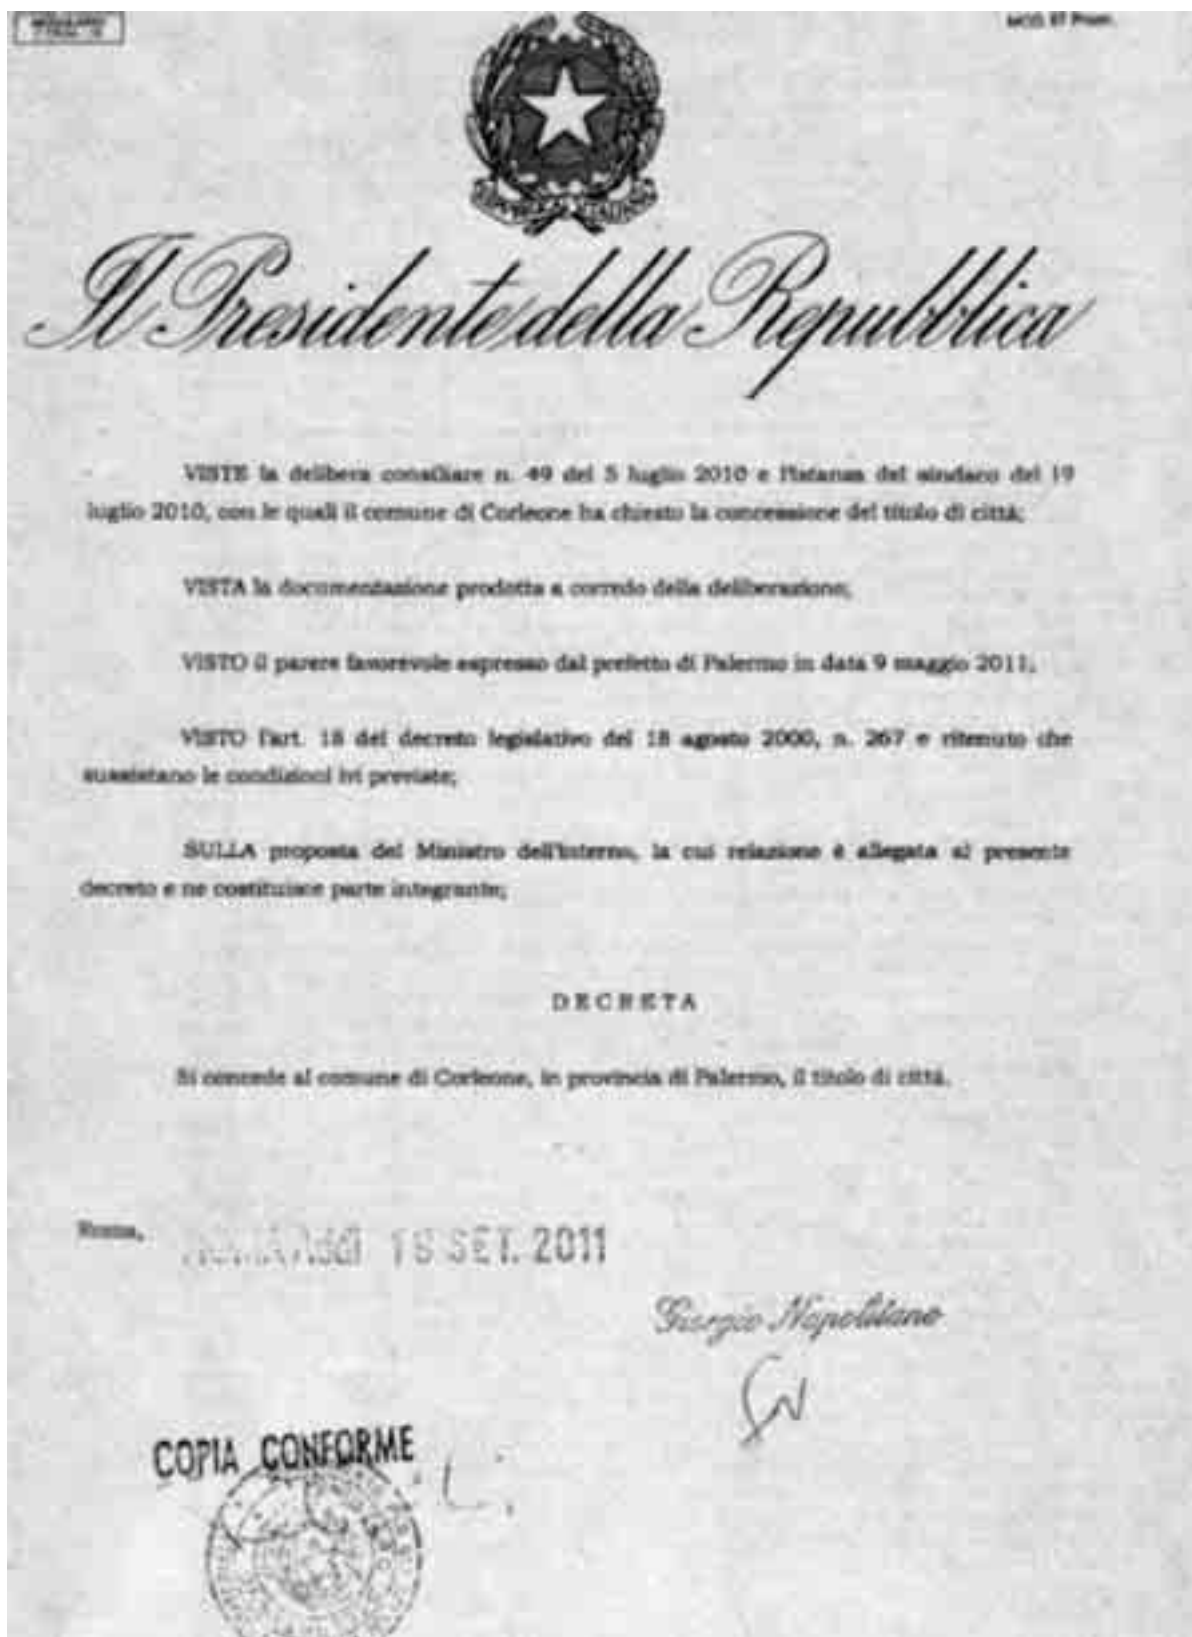 MOD. 87 Pream.
REPVBBLICA ITALIANA
Il Presidente della Repubblica
VISTE la delibera consiliare n. 49 del 5 luglio 2010 e l'istanza del sindaco del 19
luglio 2010, con le quali il comune di Corleone ha chiesto la concessione del titolo di città;
VISTA la documentazione prodotta a corredo della deliberazione;
VISTO il parere favorevole espresso dal prefetto di Palermo in data 9 maggio 2011;
VISTO l'art. 18 del decreto legislativo del 18 agosto 2000, n. 267 e ritenuto che
sussistano le condizioni ivi previste;
SULLA proposta del Ministro dell'interno, la cui relazione è allegata al presente
decreto e ne costituisce parte integrante;
DECRETA
Si concede al comune di Corleone, in provincia di Palermo, il titolo di città.
Roma,
SET. 2011
Giorgio Napolitano
COPIA CONFORME